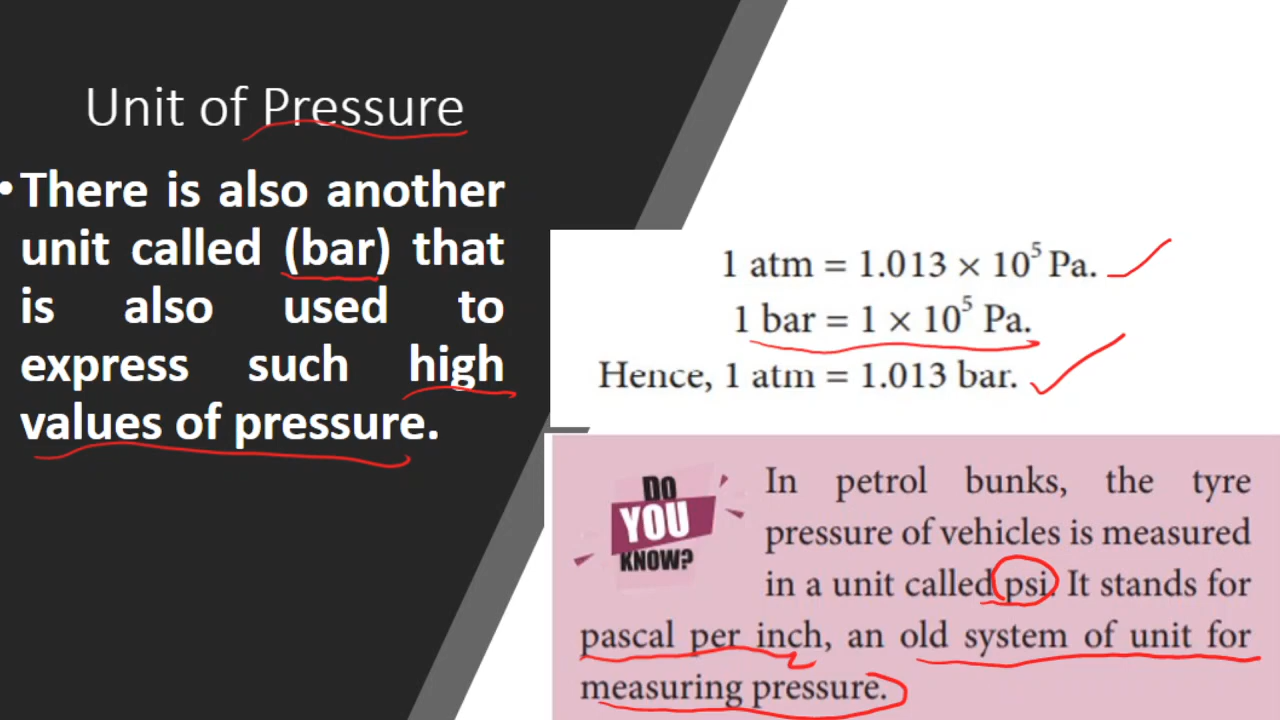 Unit of Pressure
• There is also another
unit called (bar) that
is also used to
express such high
values of pressure.
1 atm = 1.013 × 10⁵ Pa.
1 bar = 1 × 10⁵ Pa.
Hence, 1 atm = 1.013 bar.
DO
YOU
KNOW?
In petrol bunks, the tyre
pressure of vehicles is measured
in a unit called psi. It stands for
pascal per inch, an old system of unit for
measuring pressure.